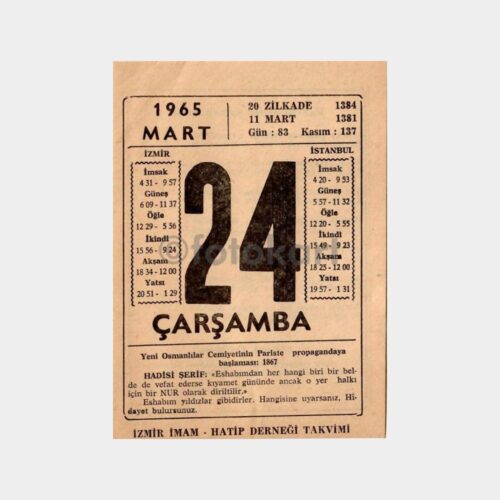 1965
MART
20 ZİLKADE 1384
11 MART 1381
Gün : 83 Kasım : 137
İZMİR
İmsak
4 31 - 9 57
Güneş
6 09 - 11 37
Öğle
12 29 - 5 56
İkindi
15 56 - 9 24
Akşam
18 34 - 12 00
Yatsı
20 51 - 1 29
24
İSTANBUL
İmsak
4 20 - 9 53
Güneş
5 57 - 11 32
Öğle
12 20 - 5 55
İkindi
15 49 - 9 23
Akşam
18 25 - 12 00
Yatsı
19 57 - 1 31
©fotokart
ÇARŞAMBA
Yeni Osmanlılar Cemiyetinin Pariste propagandaya
başlaması: 1867
HADİSİ ŞERİF: «Eshabımdan her hangi biri bir bel-
de de vefat ederse kıyamet gününde ancak o yer halkı
için bir NUR olarak diriltilir.»
Eshabım yıldızlar gibidirler. Hangisine uyarsanız, Hi-
dayet bulursunuz.
İZMİR İMAM - HATİP DERNEĞİ TAKVİMİ